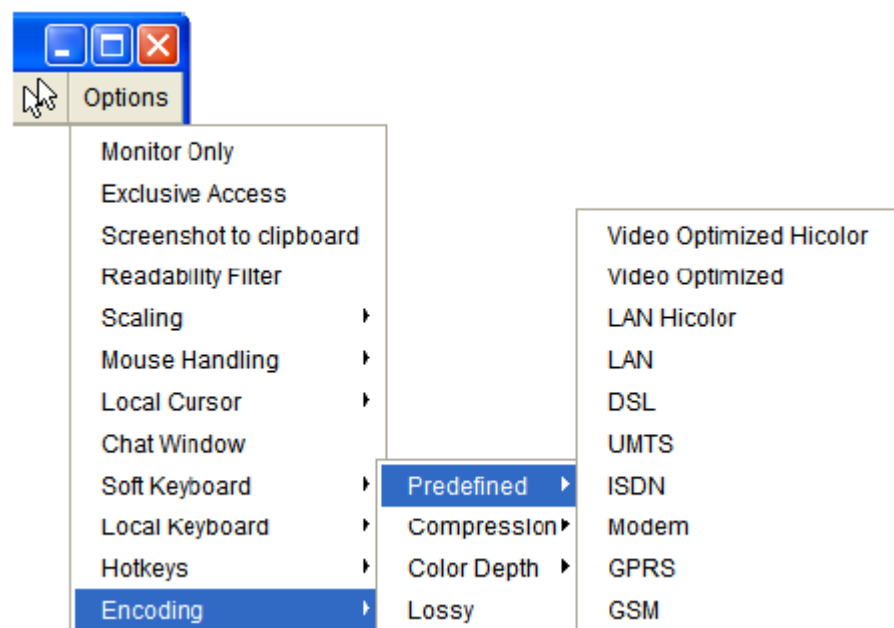 Options
Monitor Only
Exclusive Access
Screenshot to clipboard
Readability Filter
Scaling
Mouse Handling
Local Cursor
Chat Window
Soft Keyboard
Local Keyboard
Hotkeys
Encoding
Predefined
Compression
Color Depth
Lossy
Video Optimized Hicolor
Video Optimized
LAN Hicolor
LAN
DSL
UMTS
ISDN
Modem
GPRS
GSM